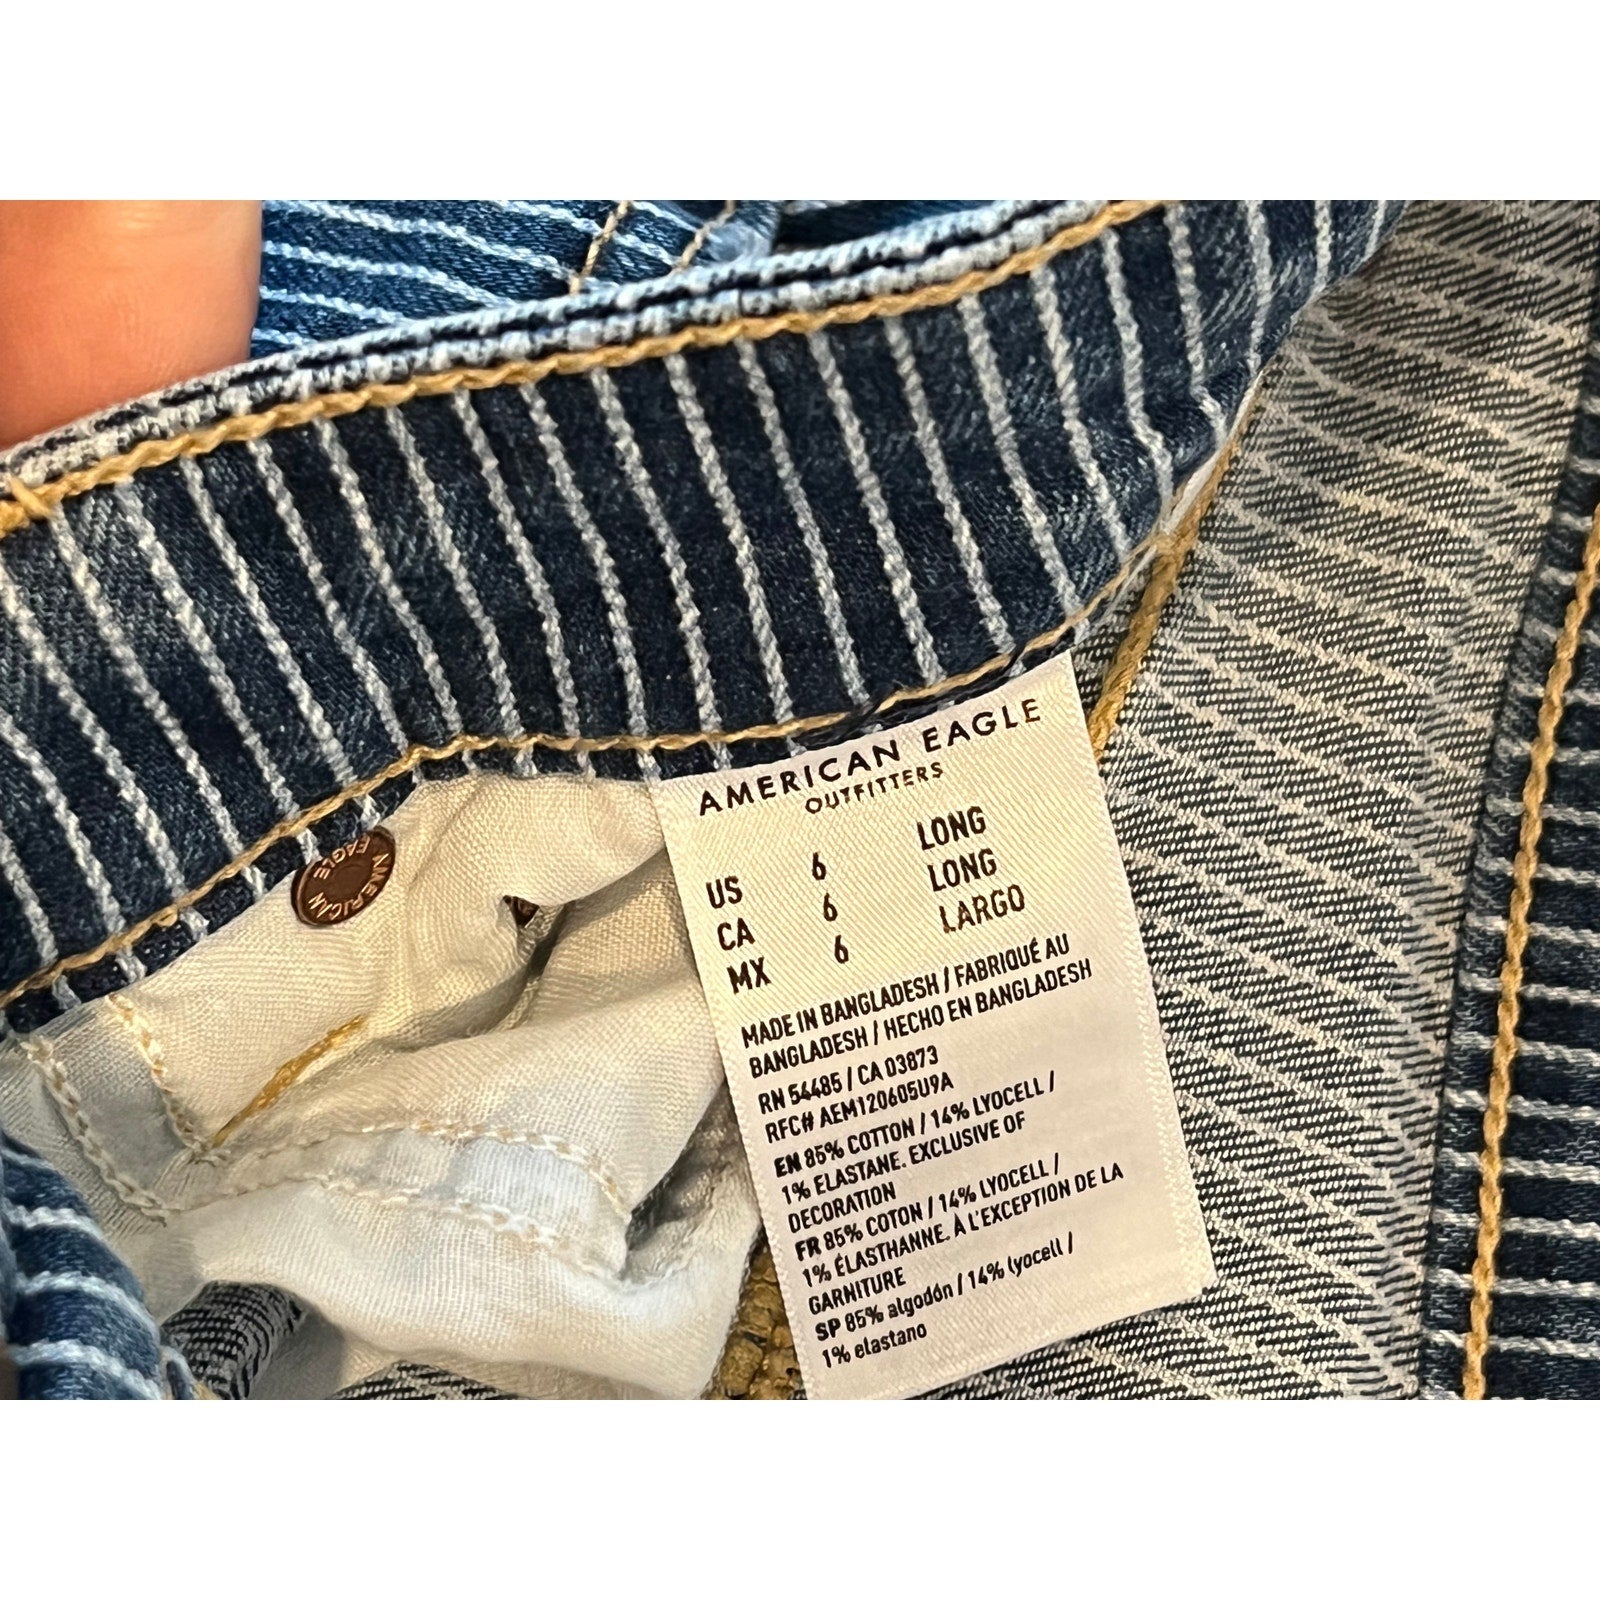 AMERICAN EAGLE
OUTFITTERS
US 6 LONG
CA 6 LONG
MX 6 LARGO
MADE IN BANGLADESH / FABRIQUÉ AU
BANGLADESH / HECHO EN BANGLADESH
RN 54485 / CA 03873
RFC# AEM120605U9A
EN 85% COTTON / 14% LYOCELL /
1% ELASTANE. EXCLUSIVE OF
DECORATION
FR 85% COTON / 14% LYOCELL /
1% ÉLASTHANNE. À L'EXCEPTION DE LA
GARNITURE
SP 85% algodón / 14% lyocell /
1% elastano
AMERICAN
EAGLE